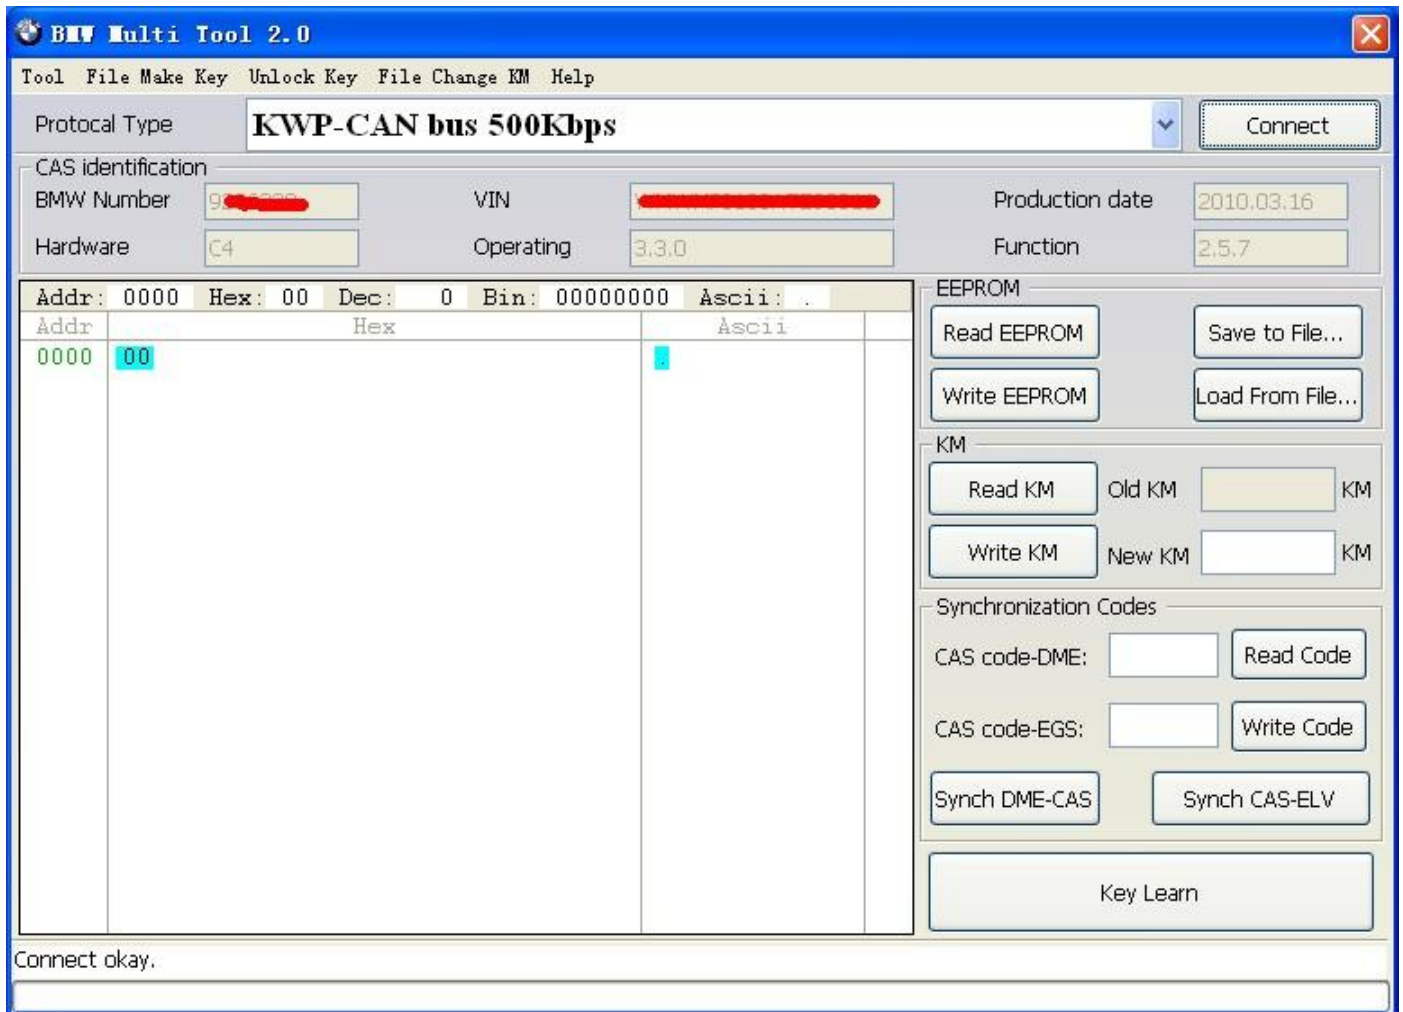 BMW Multi Tool 2.0
Tool File Make Key Unlock Key File Change KM Help
Protocal Type KWP-CAN bus 500Kbps Connect
CAS identification
BMW Number VIN Production date 2010.03.16
Hardware C4 Operating 3.3.0 Function 2.5.7
Addr: 0000 Hex: 00 Dec: 0 Bin: 00000000 Ascii: .
Addr Hex Ascii
0000 00 .
EEPROM
Read EEPROM Save to File...
Write EEPROM Load From File...
KM
Read KM Old KM KM
Write KM New KM KM
Synchronization Codes
CAS code-DME: Read Code
CAS code-EGS: Write Code
Synch DME-CAS Synch CAS-ELV
Key Learn
Connect okay.